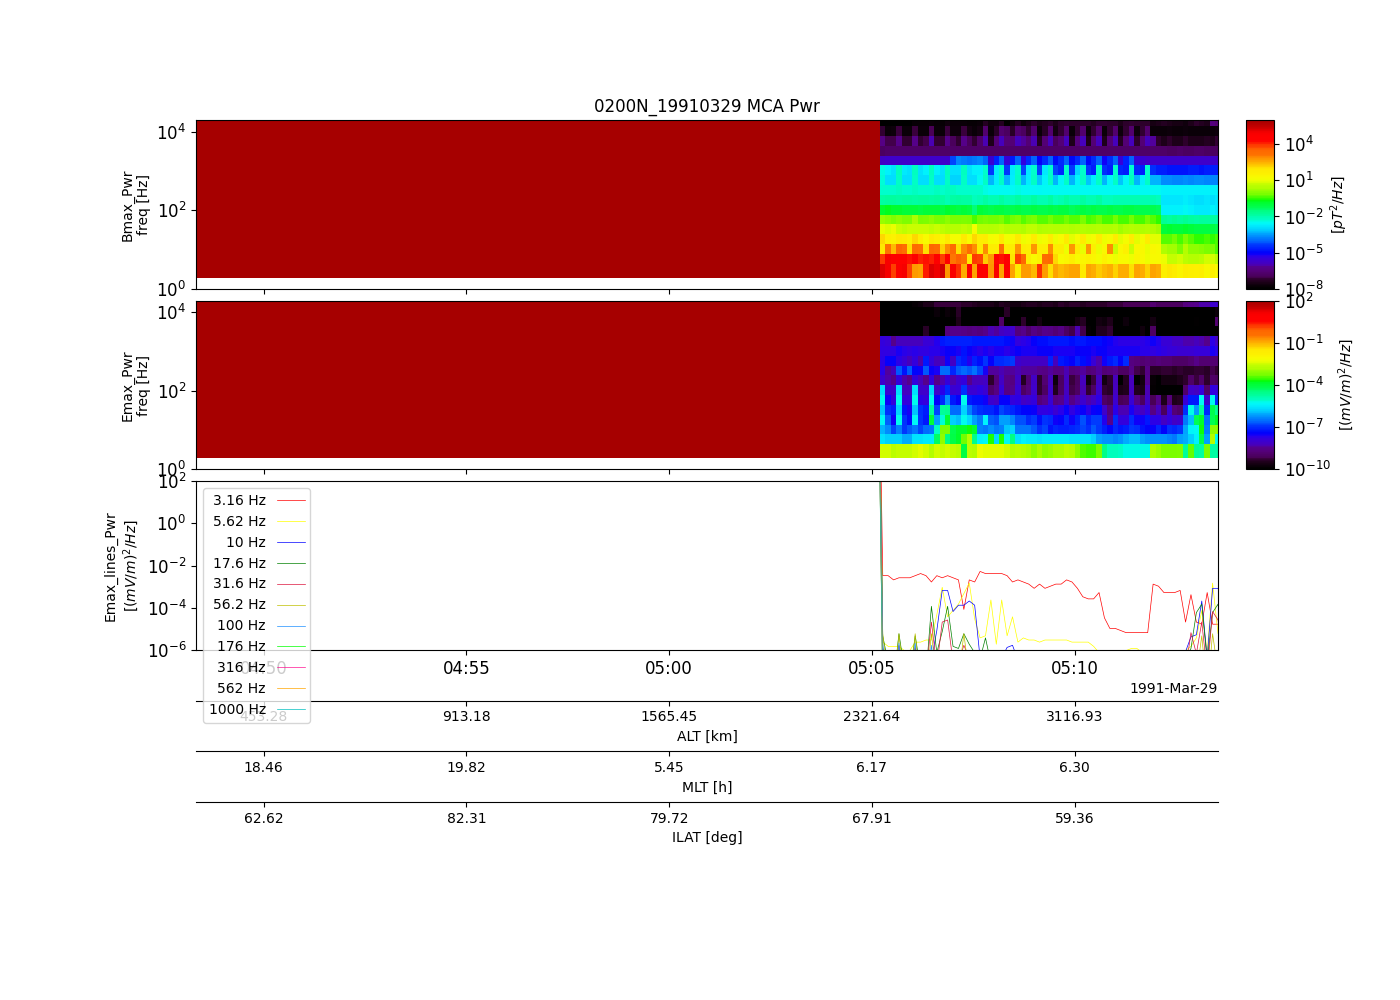 0200N_19910329 MCA Pwr
Bmax_Pwr
freq [Hz]
10^4
10^2
10^0
10^4
10^1
10^-2
10^-5
10^-8
[pT^2/Hz]
Emax_Pwr
freq [Hz]
10^4
10^2
10^0
10^2
10^-1
10^-4
10^-7
10^-10
[(mV/m)^2/Hz]
Emax_lines_Pwr
[(mV/m)^2/Hz]
10^2
10^0
10^-2
10^-4
10^-6
3.16 Hz
5.62 Hz
10 Hz
17.6 Hz
31.6 Hz
56.2 Hz
100 Hz
176 Hz
316 Hz
562 Hz
1000 Hz
04:50 04:55 05:00 05:05 05:10
1991-Mar-29
453.28 913.18 1565.45 2321.64 3116.93
ALT [km]
18.46 19.82 5.45 6.17 6.30
MLT [h]
62.62 82.31 79.72 67.91 59.36
ILAT [deg]